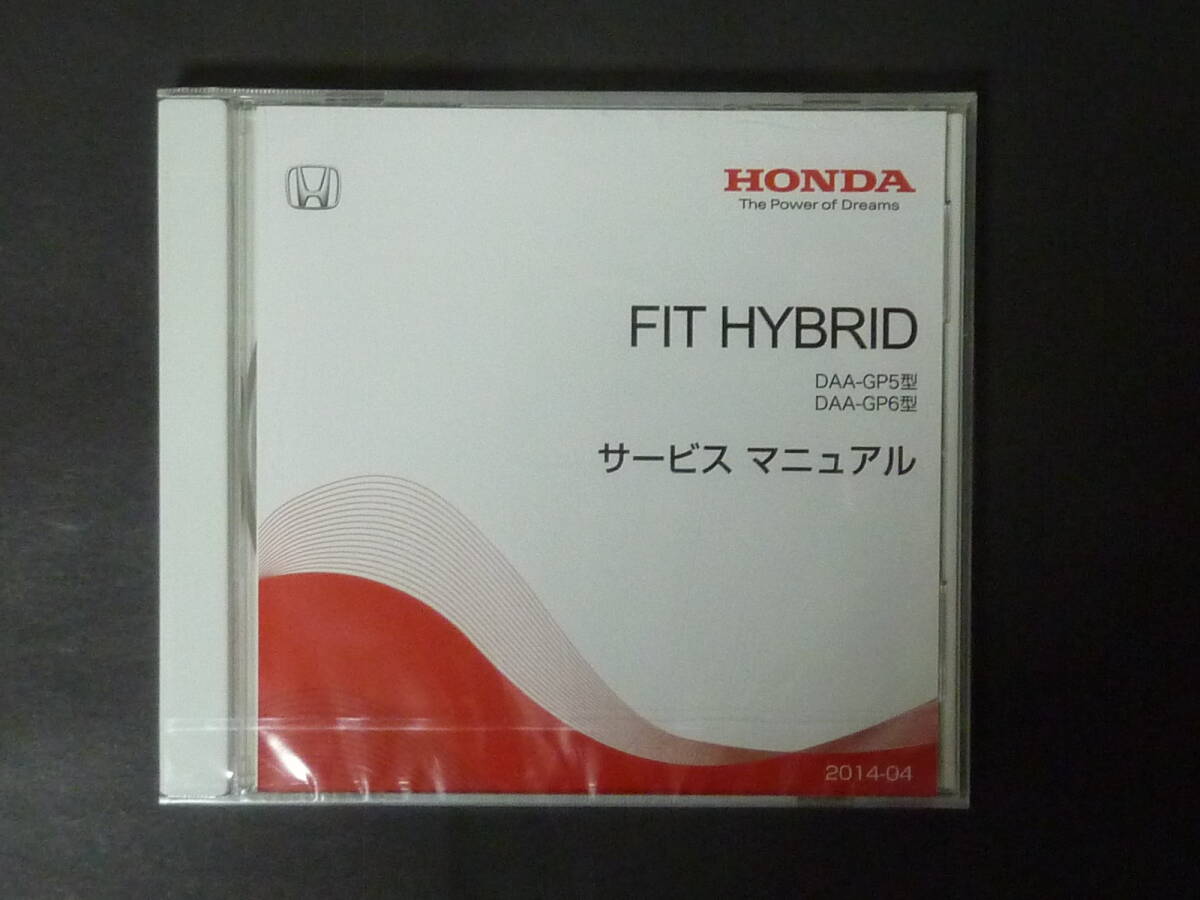 HONDA
The Power of Dreams
FIT HYBRID
DAA-GP5型
DAA-GP6型
サービス マニュアル
2014-04